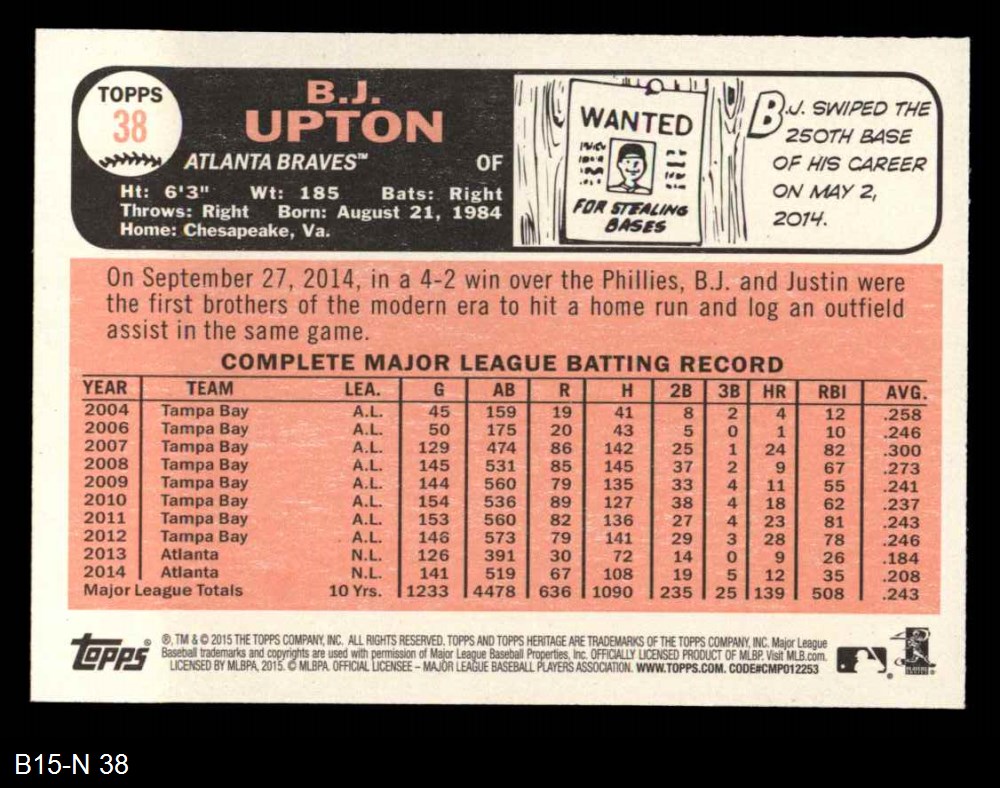 TOPPS
38
B.J.
UPTON
ATLANTA BRAVES™ OF
Ht: 6'3" Wt: 185 Bats: Right
Throws: Right Born: August 21, 1984
Home: Chesapeake, Va.
WANTED
FOR STEALING
BASES
B.J. SWIPED THE
250TH BASE
OF HIS CAREER
ON MAY 2,
2014.
On September 27, 2014, in a 4-2 win over the Phillies, B.J. and Justin were
the first brothers of the modern era to hit a home run and log an outfield
assist in the same game.
COMPLETE MAJOR LEAGUE BATTING RECORD
YEAR TEAM LEA. G AB R H 2B 3B HR RBI AVG.
2004 Tampa Bay A.L. 45 159 19 41 8 2 4 12 .258
2006 Tampa Bay A.L. 50 175 20 43 5 0 1 10 .246
2007 Tampa Bay A.L. 129 474 86 142 25 1 24 82 .300
2008 Tampa Bay A.L. 145 531 85 145 37 2 9 67 .273
2009 Tampa Bay A.L. 144 560 79 135 33 4 11 55 .241
2010 Tampa Bay A.L. 154 536 89 127 38 4 18 62 .237
2011 Tampa Bay A.L. 153 560 82 136 27 4 23 81 .243
2012 Tampa Bay A.L. 146 573 79 141 29 3 28 78 .246
2013 Atlanta N.L. 126 391 30 72 14 0 9 26 .184
2014 Atlanta N.L. 141 519 67 108 19 5 12 35 .208
Major League Totals 10 Yrs. 1233 4478 636 1090 235 25 139 508 .243
Topps®
®, TM & © 2015 THE TOPPS COMPANY, INC. ALL RIGHTS RESERVED. TOPPS AND TOPPS HERITAGE ARE TRADEMARKS OF THE TOPPS COMPANY, INC. Major League
Baseball trademarks and copyrights are used with permission of Major League Baseball Properties, Inc. OFFICIALLY LICENSED PRODUCT OF MLBP. Visit MLB.com.
LICENSED BY MLBPA, 2015. © MLBPA. OFFICIAL LICENSEE – MAJOR LEAGUE BASEBALL PLAYERS ASSOCIATION. WWW.TOPPS.COM. CODE#CMP012253
B15-N 38